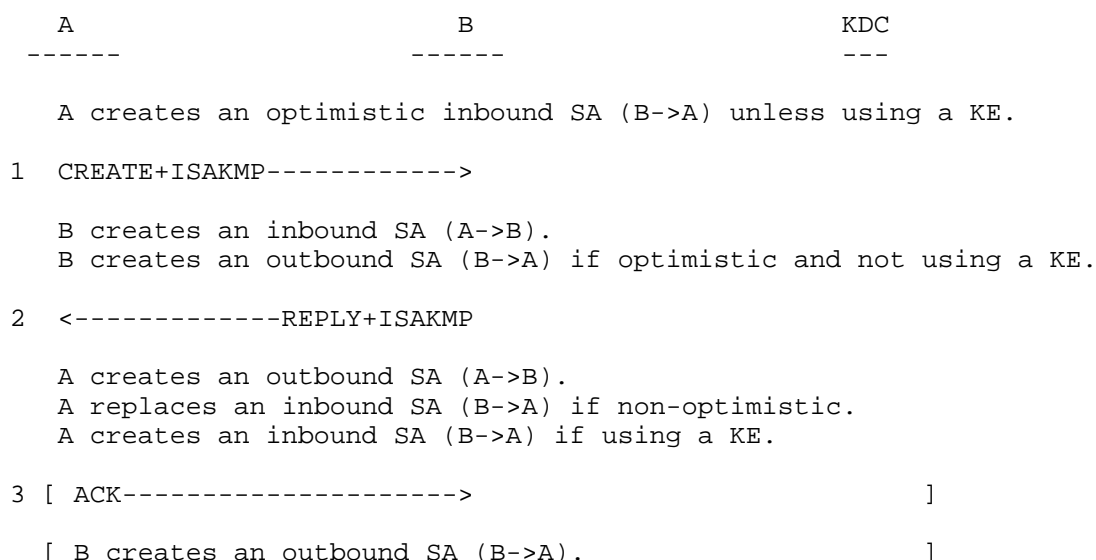 A                       B                        KDC
 ------                  ------                     ---
   A creates an optimistic inbound SA (B->A) unless using a KE.
1  CREATE+ISAKMP------------>
   B creates an inbound SA (A->B).
   B creates an outbound SA (B->A) if optimistic and not using a KE.
2  <-------------REPLY+ISAKMP
   A creates an outbound SA (A->B).
   A replaces an inbound SA (B->A) if non-optimistic.
   A creates an inbound SA (B->A) if using a KE.
3 [ ACK--------------------->                            ]
  [ B creates an outbound SA (B->A).                     ]